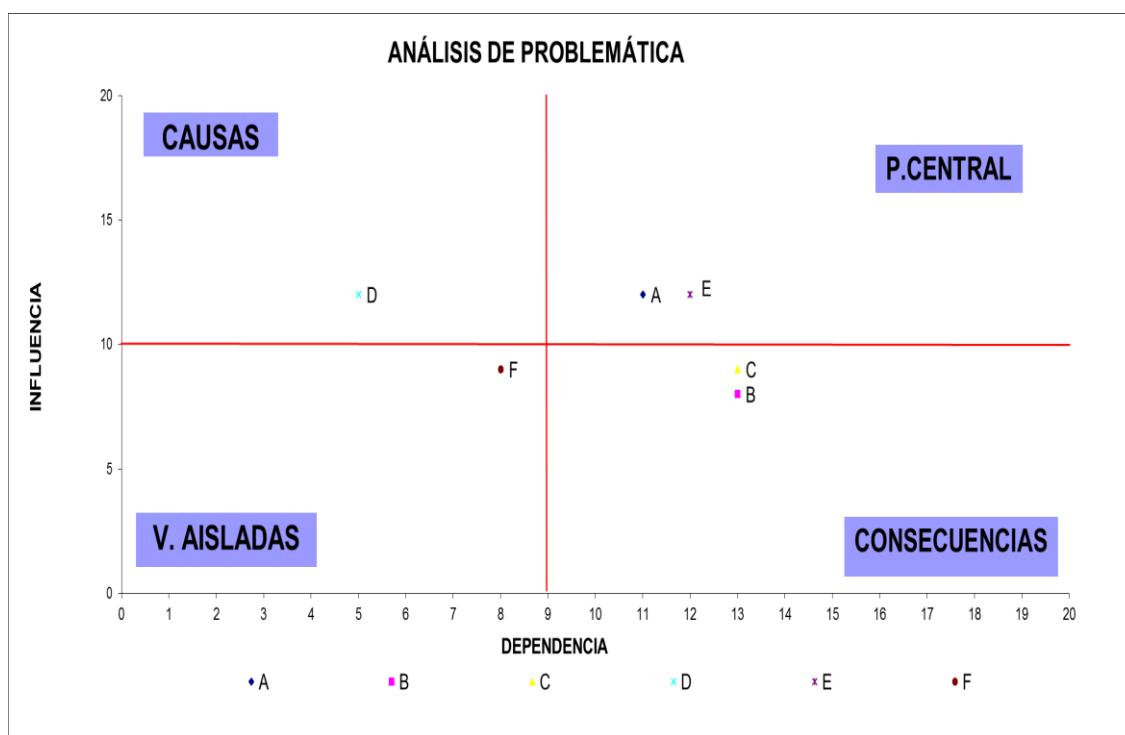 ANÁLISIS DE PROBLEMÁTICA
20
CAUSAS
P.CENTRAL
15
D
A
E
INFLUENCIA
10
F
C
B
5
V. AISLADAS
CONSECUENCIAS
0
0 1 2 3 4 5 6 7 8 9 10 11 12 13 14 15 16 17 18 19 20
DEPENDENCIA
A B C D E F